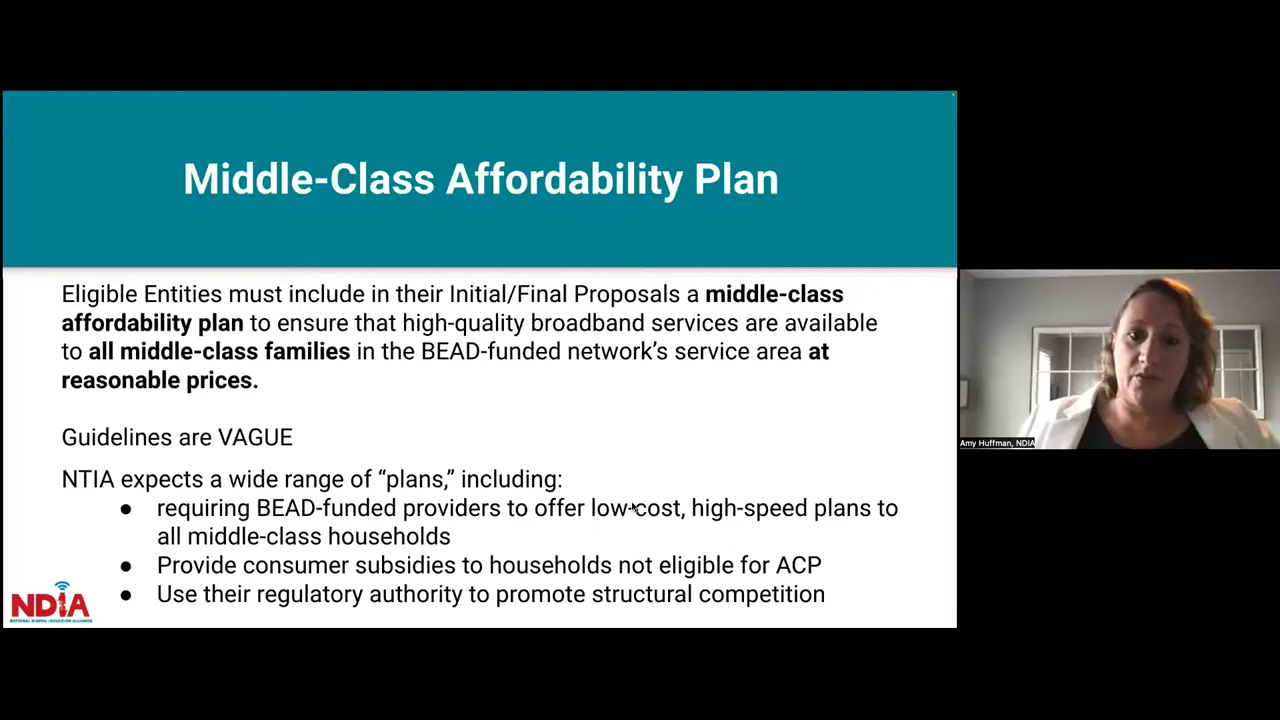 Middle-Class Affordability Plan
Eligible Entities must include in their Initial/Final Proposals a middle-class
affordability plan to ensure that high-quality broadband services are available
to all middle-class families in the BEAD-funded network’s service area at
reasonable prices.
Guidelines are VAGUE
NTIA expects a wide range of “plans,” including:
● requiring BEAD-funded providers to offer low-cost, high-speed plans to
all middle-class households
● Provide consumer subsidies to households not eligible for ACP
● Use their regulatory authority to promote structural competition
NDIA
NATIONAL DIGITAL INCLUSION ALLIANCE
Amy Huffman, NDIA